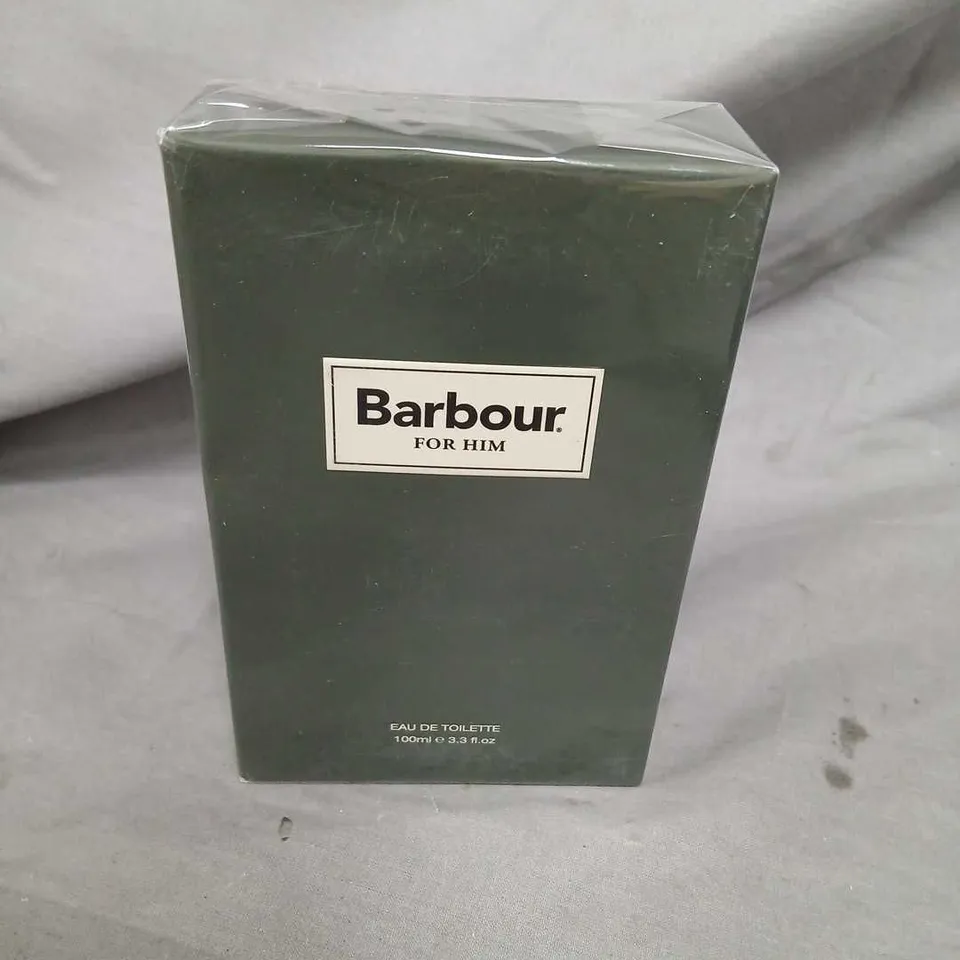 Barbour.
FOR HIM
EAU DE TOILETTE
100ml ℮ 3.3 fl.oz